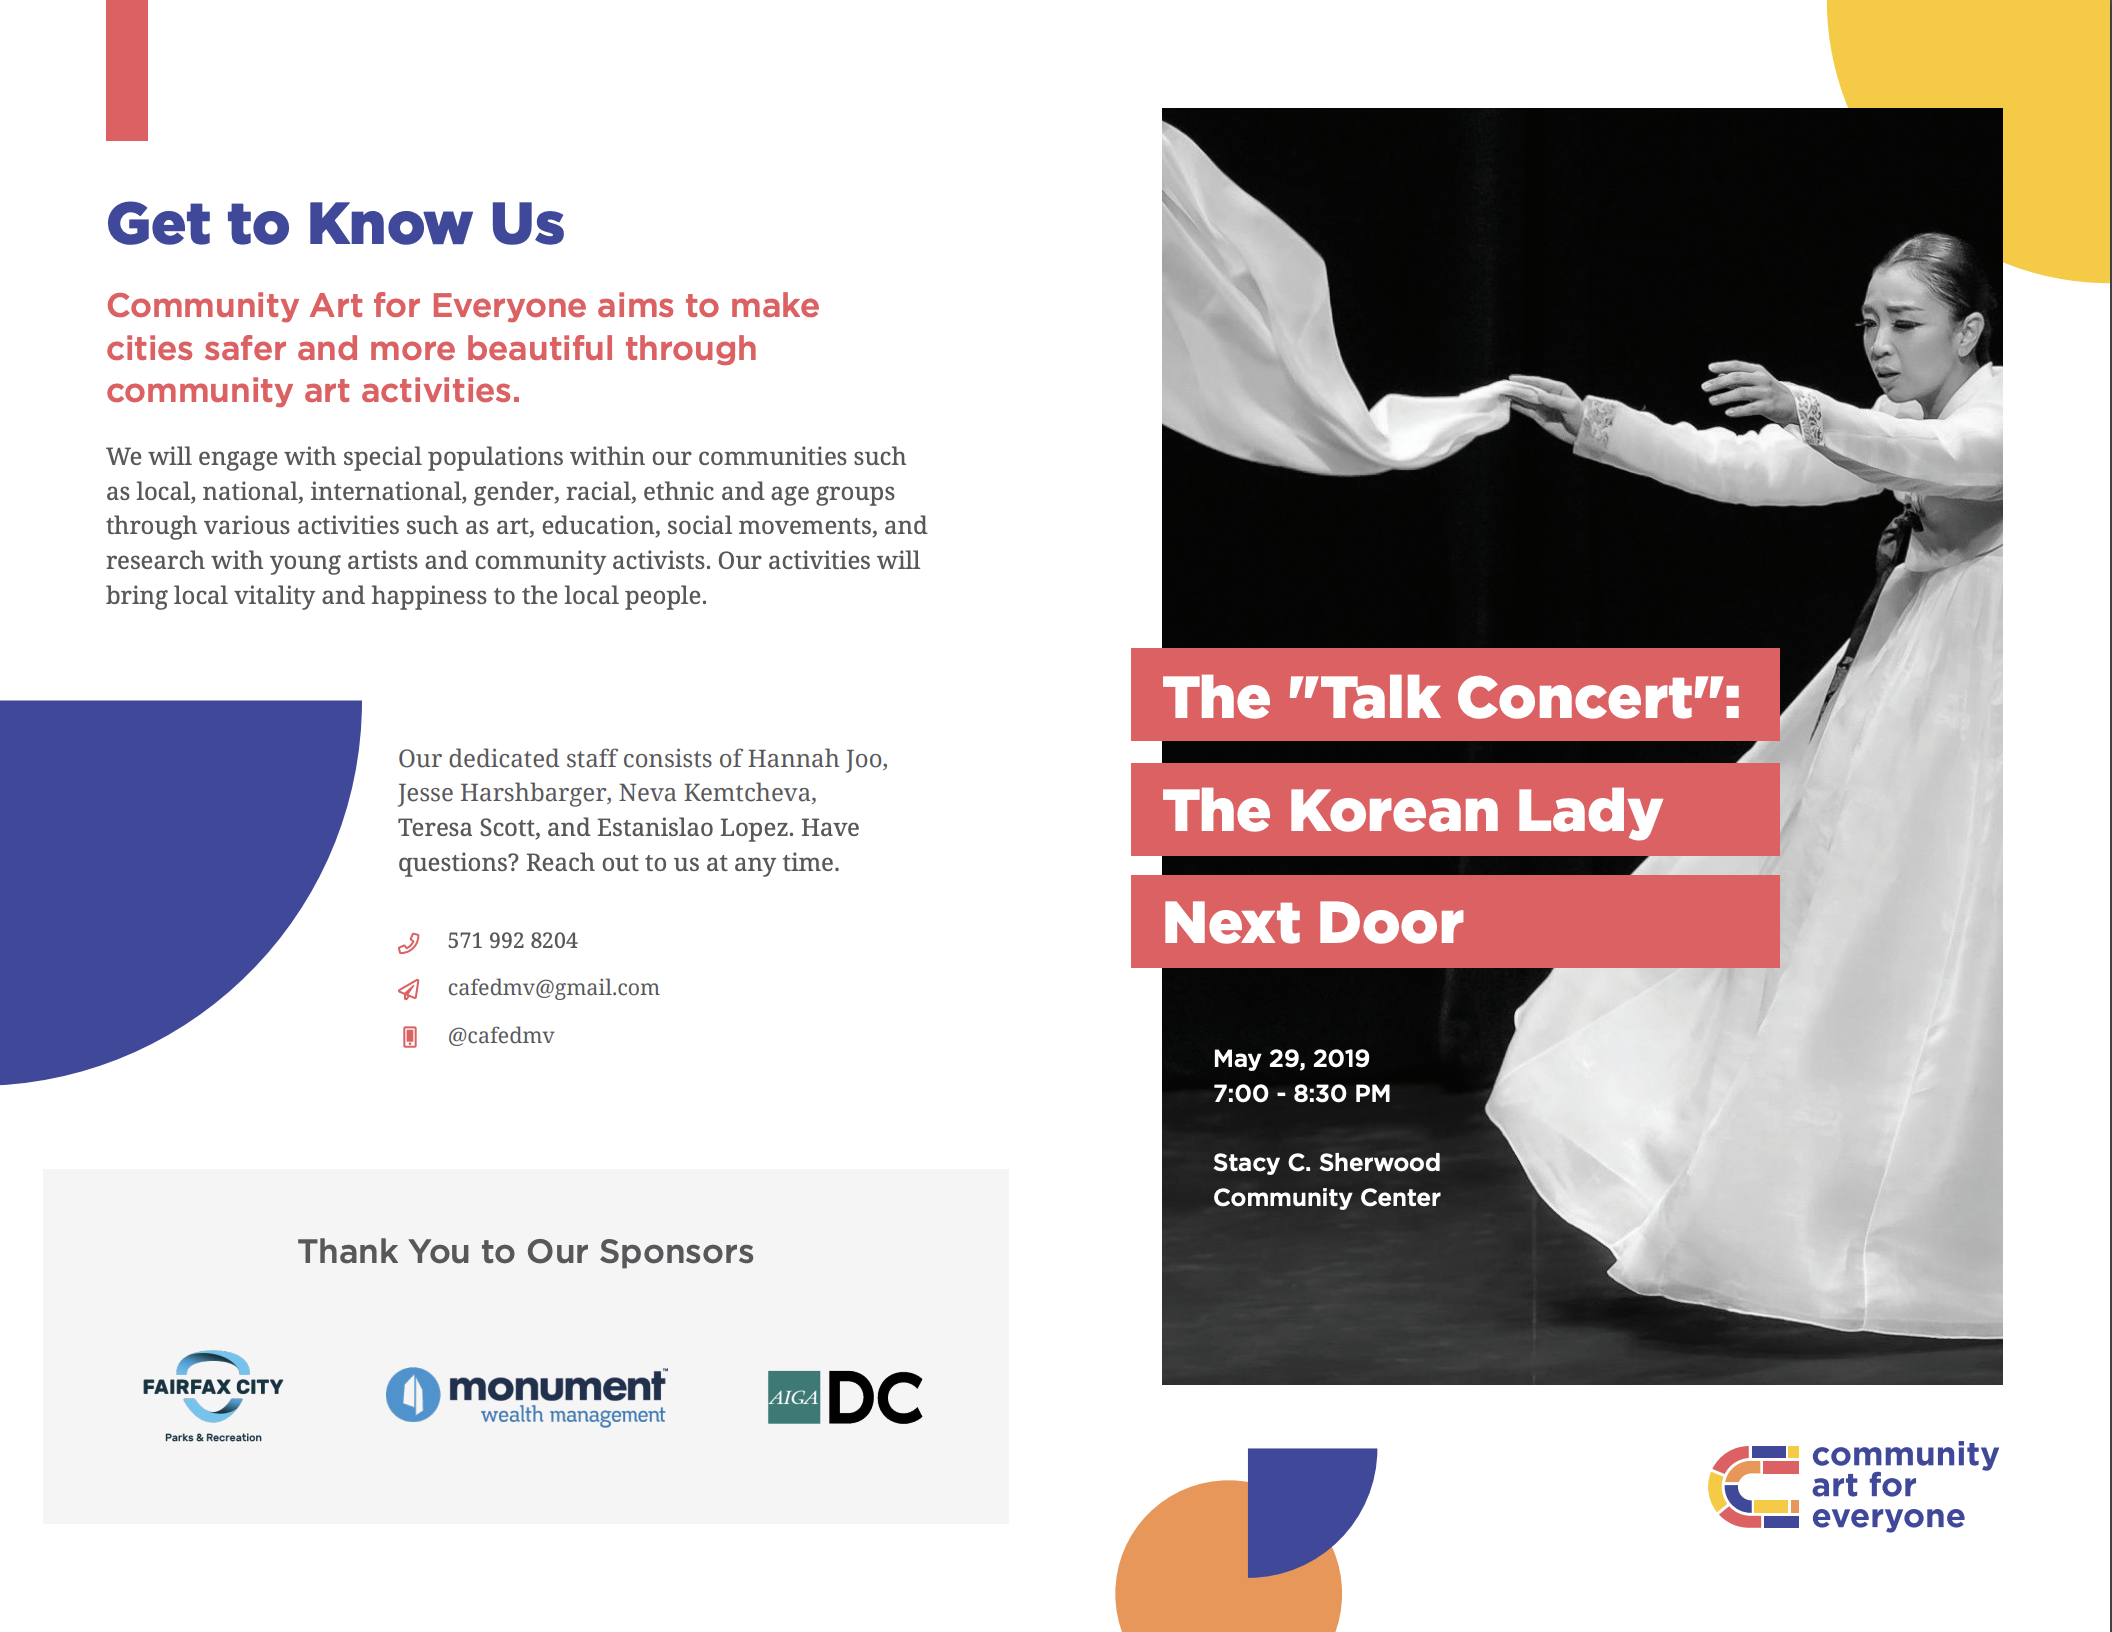 Get to Know Us
Community Art for Everyone aims to make
cities safer and more beautiful through
community art activities.
We will engage with special populations within our communities such
as local, national, international, gender, racial, ethnic and age groups
through various activities such as art, education, social movements, and
research with young artists and community activists. Our activities will
bring local vitality and happiness to the local people.
Our dedicated staff consists of Hannah Joo,
Jesse Harshbarger, Neva Kemtcheva,
Teresa Scott, and Estanislao Lopez. Have
questions? Reach out to us at any time.
571 992 8204
cafedmv@gmail.com
@cafedmv
Thank You to Our Sponsors
FAIRFAX CITY
Parks & Recreation
monument™
wealth management
AIGA DC
The "Talk Concert":
The Korean Lady
Next Door
May 29, 2019
7:00 - 8:30 PM
Stacy C. Sherwood
Community Center
community
art for
everyone